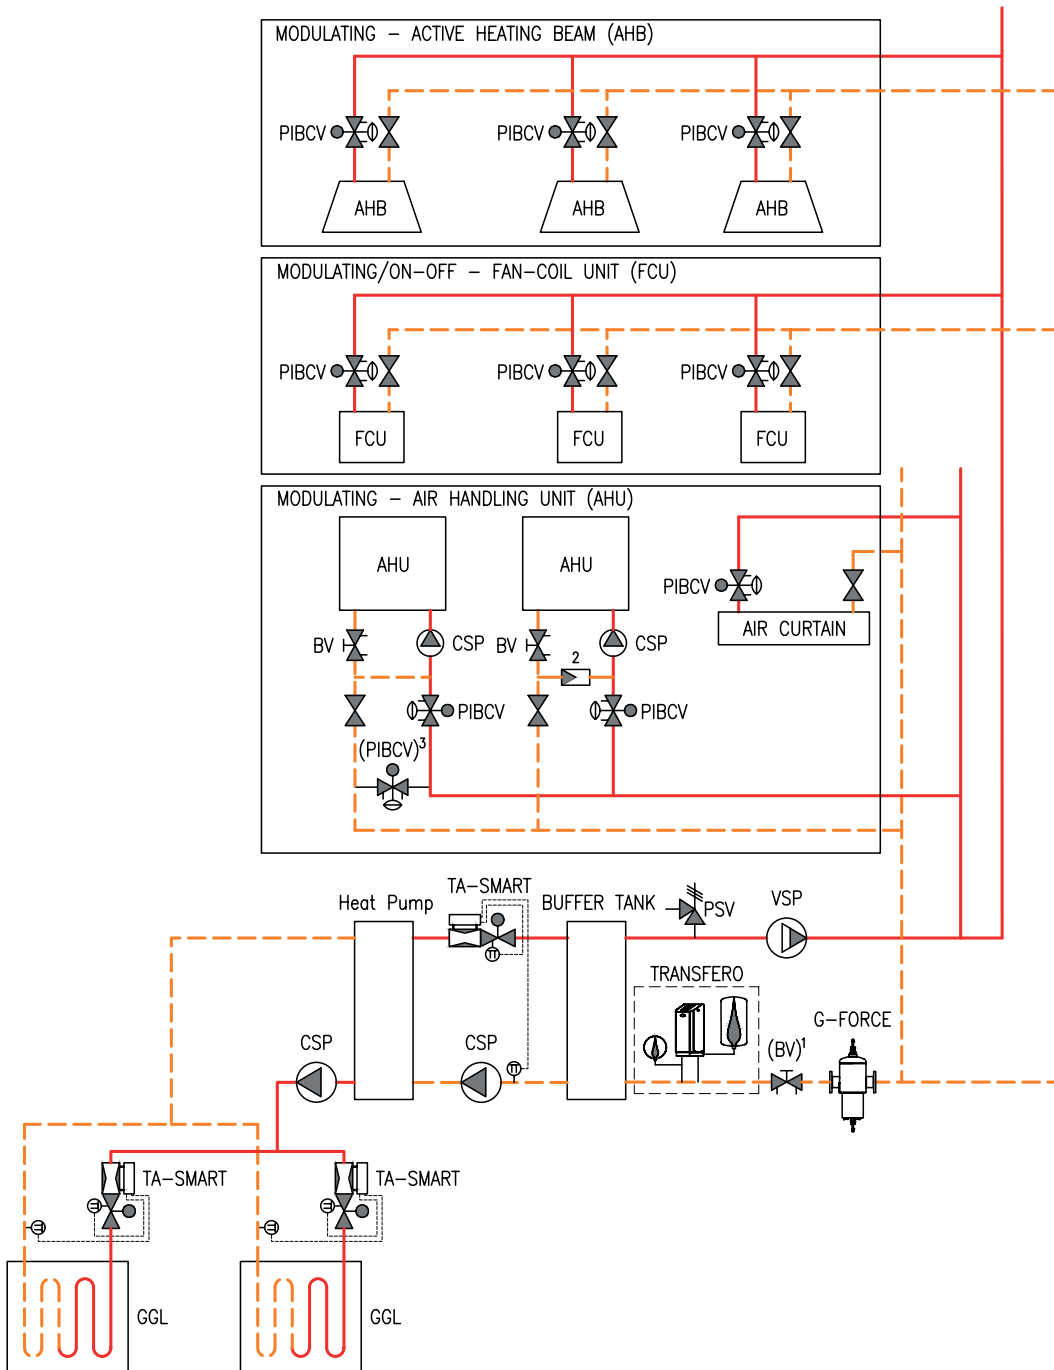 MODULATING - ACTIVE HEATING BEAM (AHB)
PIBCV PIBCV PIBCV
AHB AHB AHB
MODULATING/ON-OFF - FAN-COIL UNIT (FCU)
PIBCV PIBCV PIBCV
FCU FCU FCU
MODULATING - AIR HANDLING UNIT (AHU)
AHU AHU
PIBCV
AIR CURTAIN
BV CSP BV CSP
2
PIBCV PIBCV
(PIBCV)³
Heat Pump TA-SMART BUFFER TANK PSV VSP
TRANSFERO
G-FORCE
CSP CSP (BV)¹
TA-SMART TA-SMART
GGL GGL